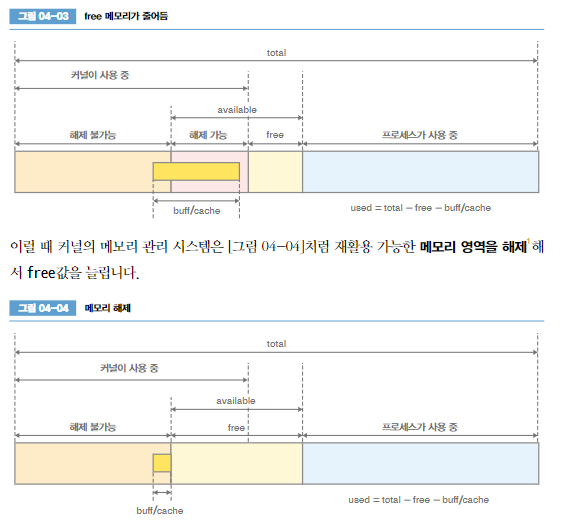 그림 04-03 free 메모리가 줄어듬
total
커널이 사용 중
available
해제 불가능 해제 가능 free 프로세스가 사용 중
buff/cache used = total - free - buff/cache
이럴 때 커널의 메모리 관리 시스템은 [그림 04-04]처럼 재활용 가능한 메모리 영역을 해제¹해
서 free값을 늘립니다.
그림 04-04 메모리 해제
total
커널이 사용 중
available
해제 불가능 free 프로세스가 사용 중
used = total - free - buff/cache
buff/cache